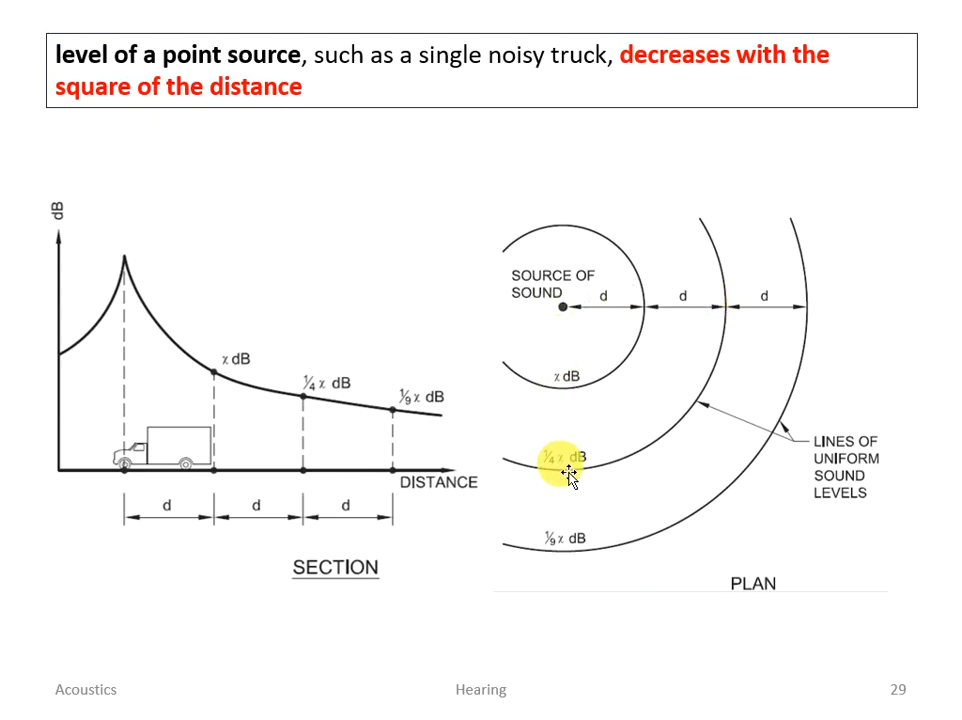 level of a point source, such as a single noisy truck, decreases with the
square of the distance
dB
χ dB
¼ χ dB
⅑ χ dB
DISTANCE
d
d
d
SECTION
SOURCE OF
SOUND
d
d
d
χ dB
¼ χ dB
⅑ χ dB
LINES OF
UNIFORM
SOUND
LEVELS
PLAN
Acoustics
Hearing
29